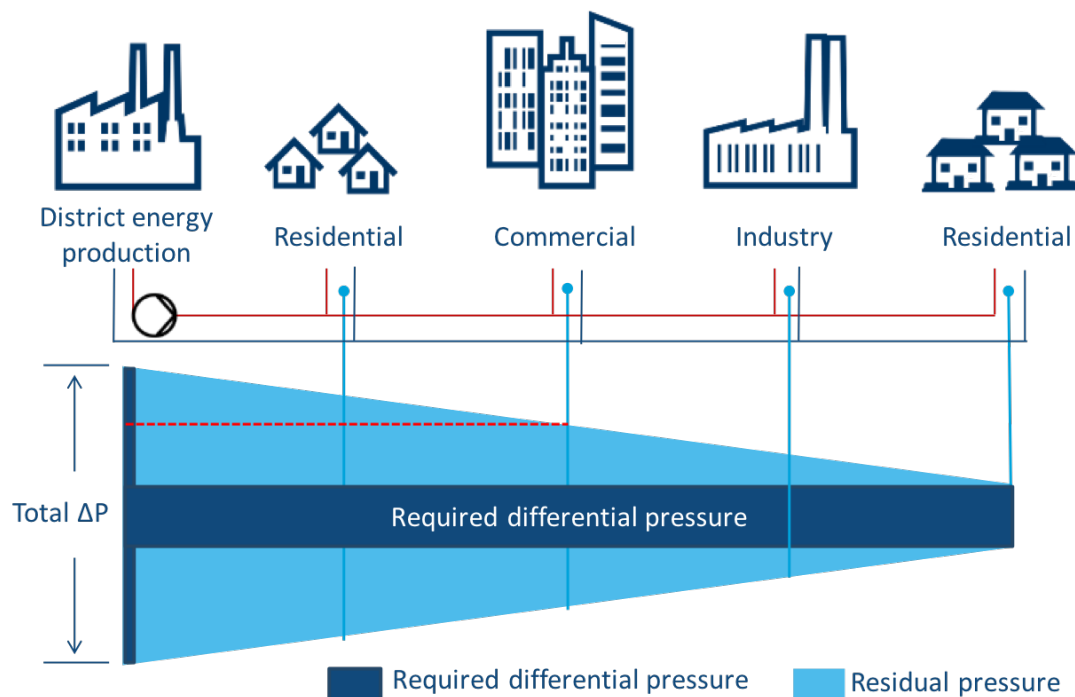 District energy
production
Residential
Commercial
Industry
Residential
Total ΔP
Required differential pressure
Required differential pressure
Residual pressure